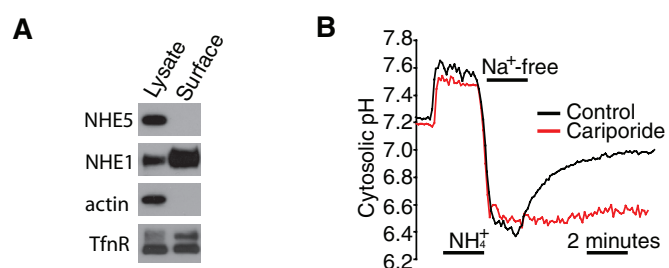 A
Lysate
Surface
NHE5
NHE1
actin
TfnR
B
Cytosolic pH
7.8
7.6
7.4
7.2
7.0
6.8
6.6
6.4
6.2
Na⁺-free
Control
Cariporide
NH₄⁺
2 minutes